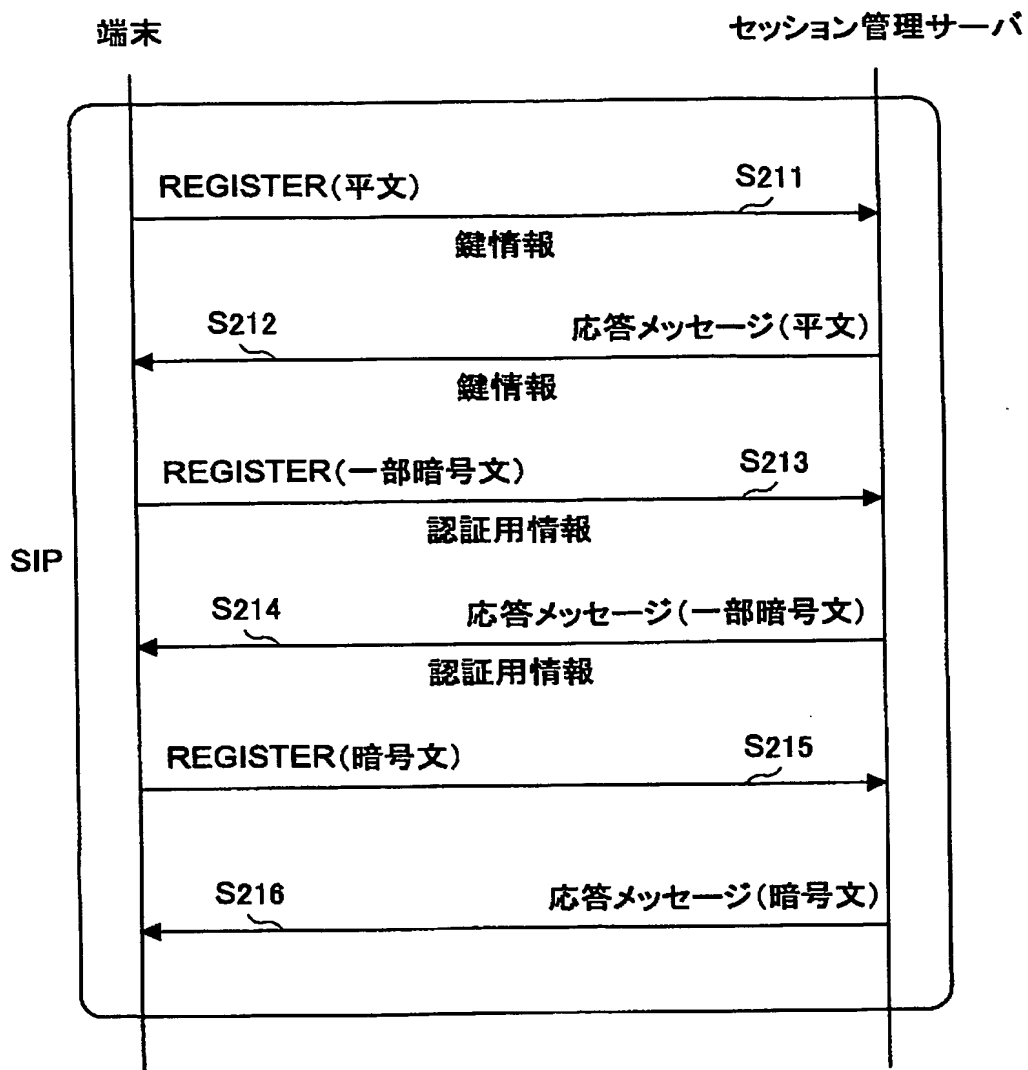 端末
セッション管理サーバ
REGISTER(平文)
S211
鍵情報
S212
応答メッセージ(平文)
鍵情報
REGISTER(一部暗号文)
S213
認証用情報
SIP
S214
応答メッセージ(一部暗号文)
認証用情報
REGISTER(暗号文)
S215
S216
応答メッセージ(暗号文)